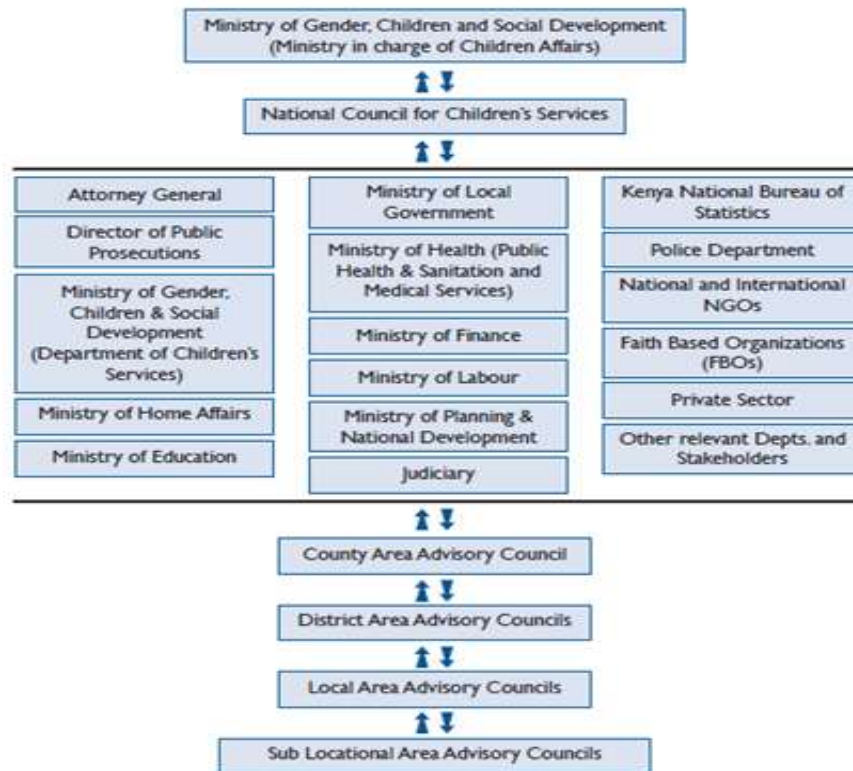 Ministry of Gender, Children and Social Development
(Ministry in charge of Children Affairs)
National Council for Children's Services
Attorney General
Director of Public
Prosecutions
Ministry of Gender,
Children & Social
Development
(Department of Children's
Services)
Ministry of Home Affairs
Ministry of Education
Ministry of Local
Government
Ministry of Health (Public
Health & Sanitation and
Medical Services)
Ministry of Finance
Ministry of Labour
Ministry of Planning &
National Development
Judiciary
Kenya National Bureau of
Statistics
Police Department
National and International
NGOs
Faith Based Organizations
(FBOs)
Private Sector
Other relevant Depts. and
Stakeholders
County Area Advisory Council
District Area Advisory Councils
Local Area Advisory Councils
Sub Locational Area Advisory Councils